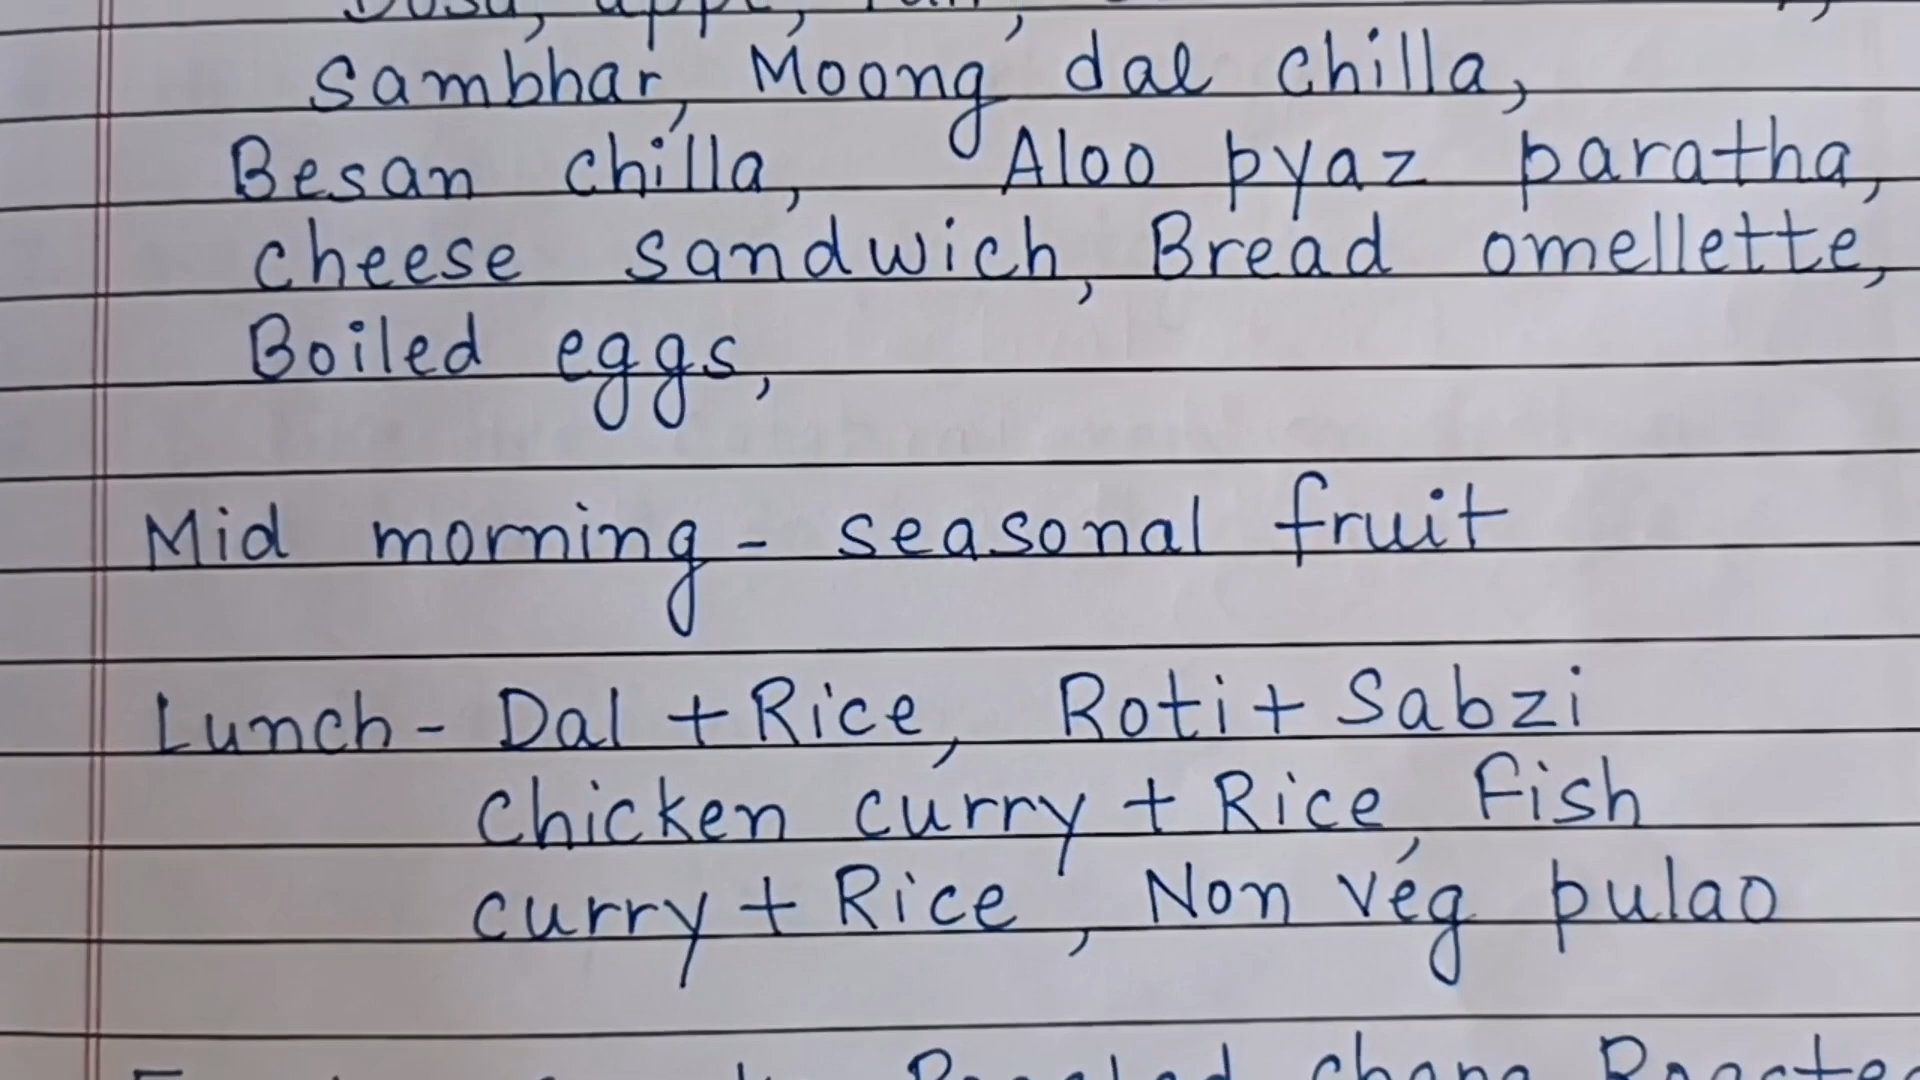 Sambhar, Moong dal chilla,
Besan chilla, Aloo pyaz paratha,
cheese sandwich, Bread omellette,
Boiled eggs,
Mid morning - seasonal fruit
Lunch - Dal + Rice, Roti + Sabzi
Chicken curry + Rice, Fish
curry + Rice, Non veg pulao